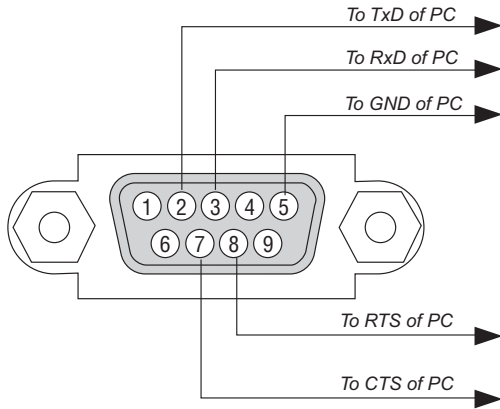 To TxD of PC
To RxD of PC
To GND of PC
1 2 3 4 5
6 7 8 9
To RTS of PC
To CTS of PC